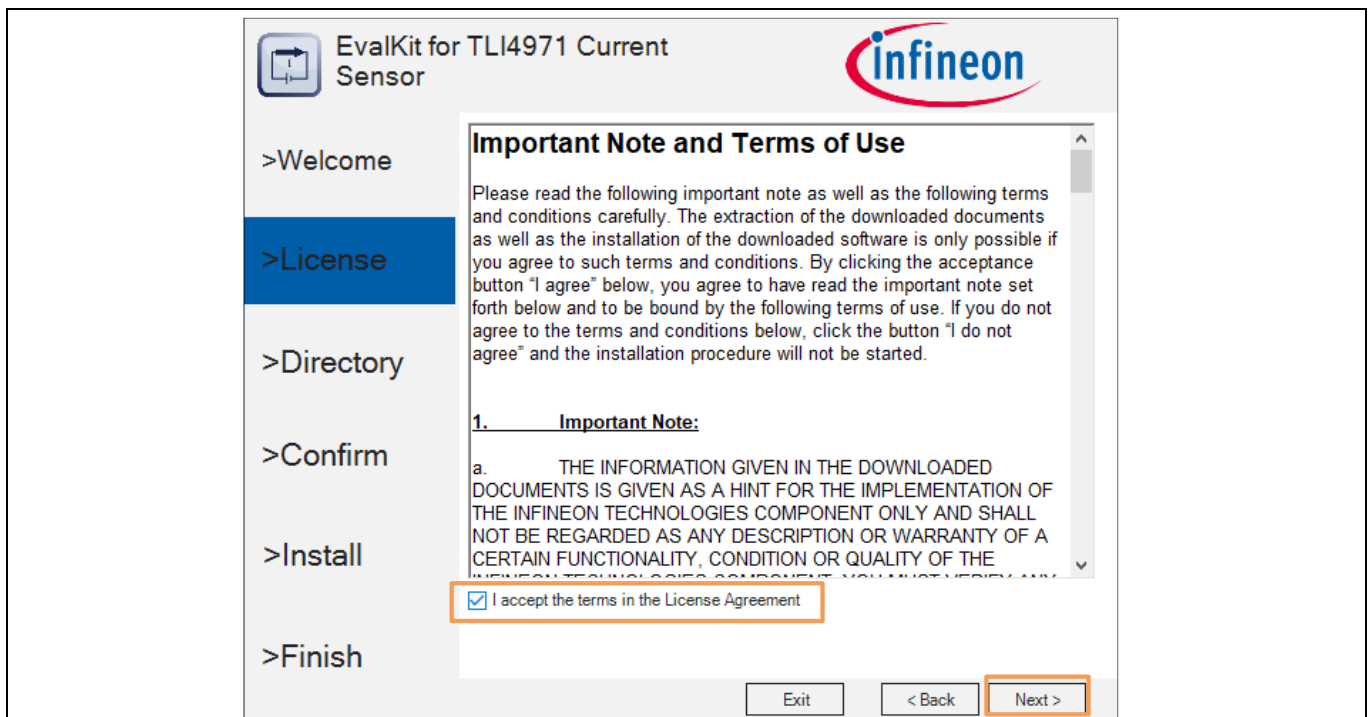 EvalKit for TLI4971 Current
Sensor
infineon
>Welcome
>License
>Directory
>Confirm
>Install
>Finish
Important Note and Terms of Use
Please read the following important note as well as the following terms
and conditions carefully. The extraction of the downloaded documents
as well as the installation of the downloaded software is only possible if
you agree to such terms and conditions. By clicking the acceptance
button “I agree” below, you agree to have read the important note set
forth below and to be bound by the following terms of use. If you do not
agree to the terms and conditions below, click the button “I do not
agree” and the installation procedure will not be started.
1. Important Note:
a. THE INFORMATION GIVEN IN THE DOWNLOADED
DOCUMENTS IS GIVEN AS A HINT FOR THE IMPLEMENTATION OF
THE INFINEON TECHNOLOGIES COMPONENT ONLY AND SHALL
NOT BE REGARDED AS ANY DESCRIPTION OR WARRANTY OF A
CERTAIN FUNCTIONALITY, CONDITION OR QUALITY OF THE
INFINEON TECHNOLOGIES COMPONENT. YOU MUST VERIFY ANY
I accept the terms in the License Agreement
Exit
< Back
Next >